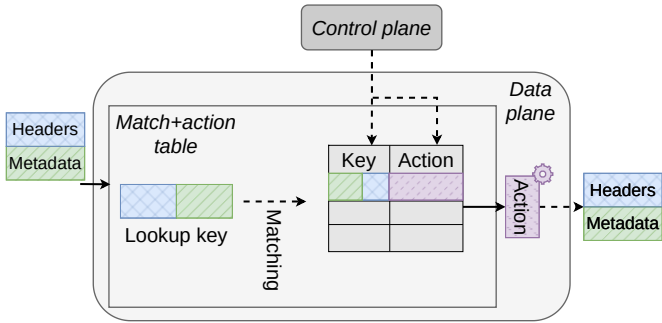 Control plane
Data
plane
Headers
Metadata
Match+action
table
Key Action
Lookup key
Matching
Action
Headers
Metadata